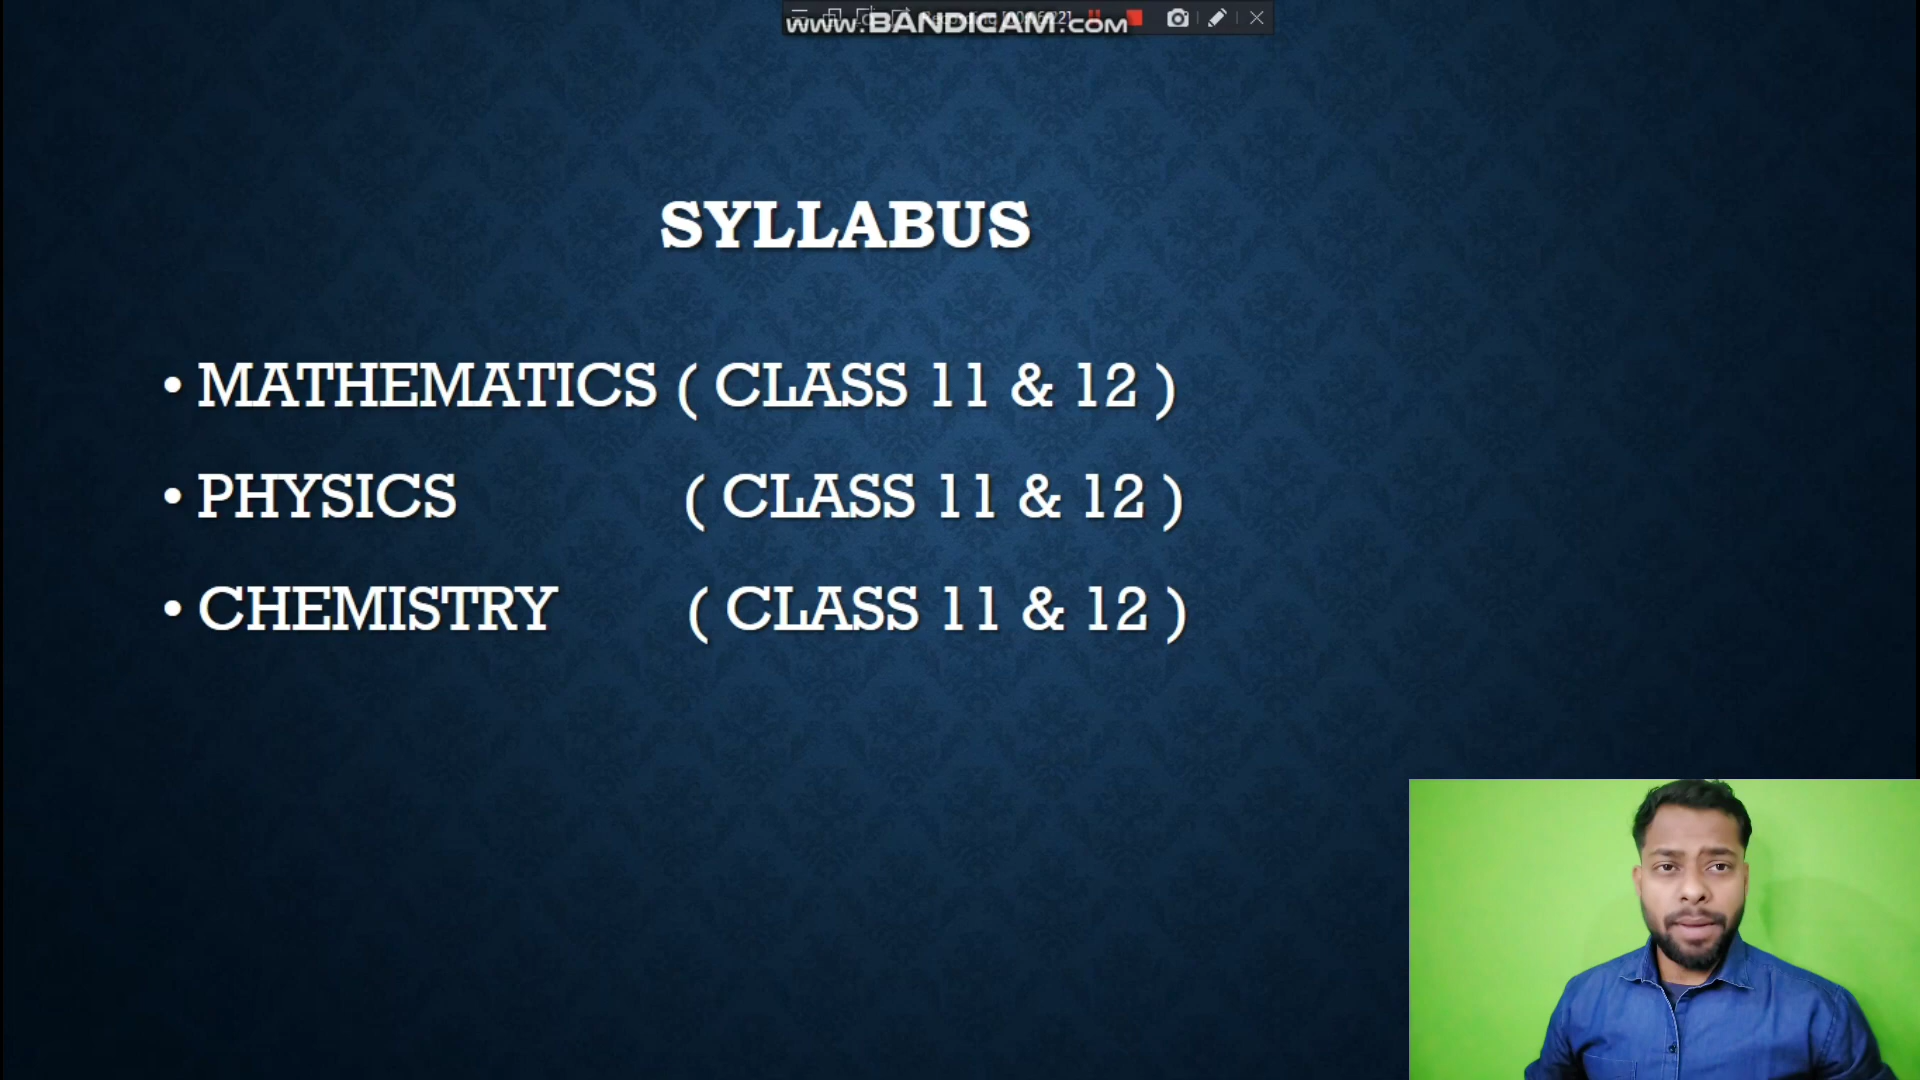 www.BANDICAM.com
SYLLABUS
• MATHEMATICS ( CLASS 11 & 12 )
• PHYSICS ( CLASS 11 & 12 )
• CHEMISTRY ( CLASS 11 & 12 )